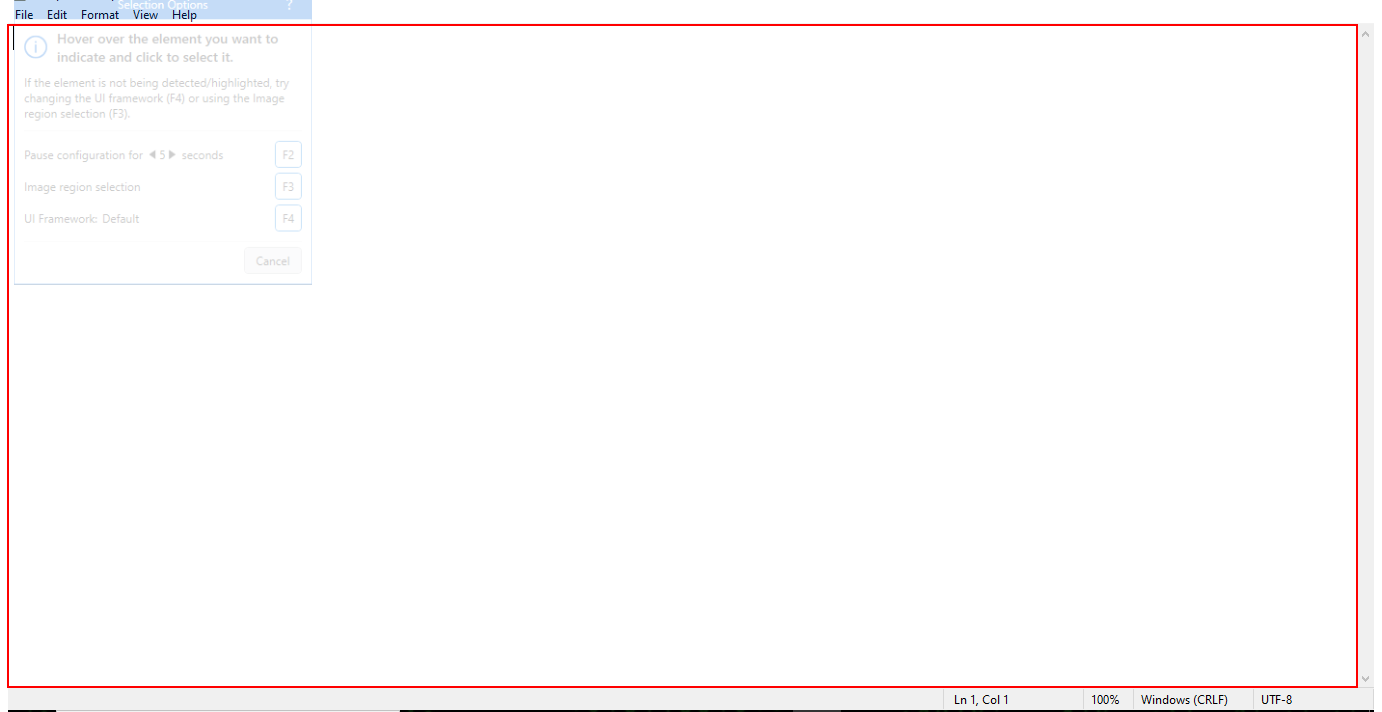 Selection Options ?
File Edit Format View Help
Hover over the element you want to
indicate and click to select it.
If the element is not being detected/highlighted, try
changing the UI framework (F4) or using the Image
region selection (F3).
Pause configuration for 5 seconds F2
Image region selection F3
UI Framework: Default F4
Cancel
Ln 1, Col 1 100% Windows (CRLF) UTF-8